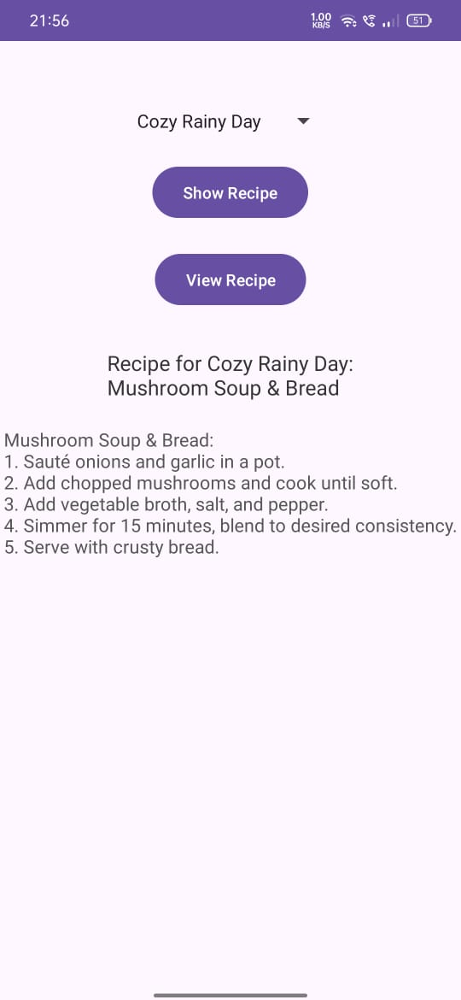 21:56
1.00
KB/S
51
Cozy Rainy Day
Show Recipe
View Recipe
Recipe for Cozy Rainy Day:
Mushroom Soup & Bread
Mushroom Soup & Bread:
1. Sauté onions and garlic in a pot.
2. Add chopped mushrooms and cook until soft.
3. Add vegetable broth, salt, and pepper.
4. Simmer for 15 minutes, blend to desired consistency.
5. Serve with crusty bread.